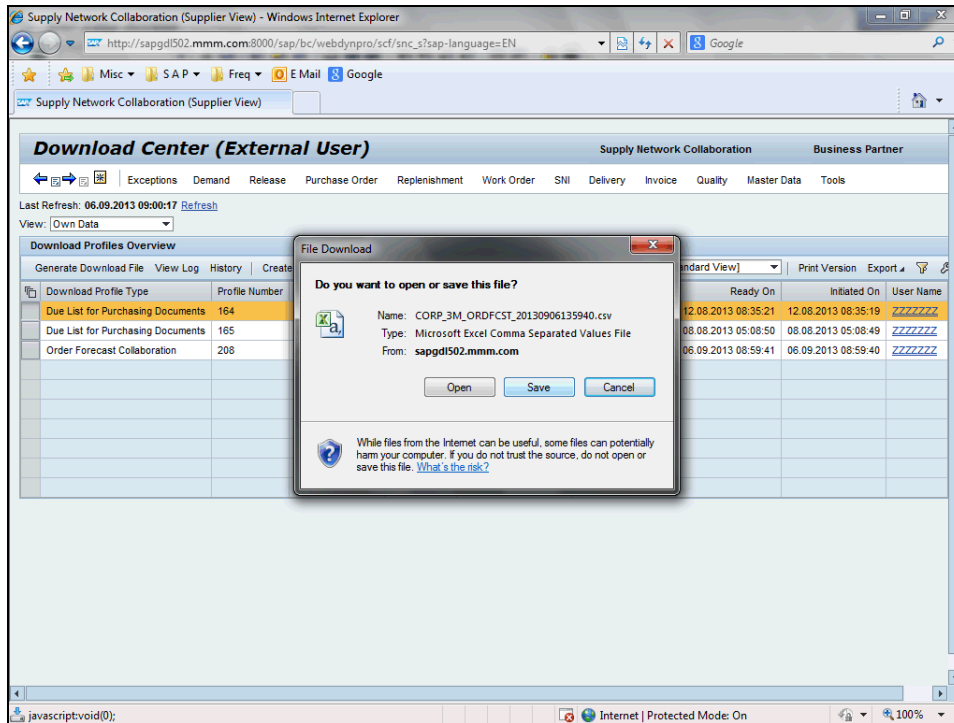 Supply Network Collaboration (Supplier View) - Windows Internet Explorer
http://sapgdl502.mmm.com:8000/sap/bc/webdynpro/scf/snc_s?sap-language=EN
Google
Misc
S A P
Freq
E Mail
Google
Supply Network Collaboration (Supplier View)
Download Center (External User)
Supply Network Collaboration
Business Partner
Exceptions Demand Release Purchase Order Replenishment Work Order SNI Delivery Invoice Quality Master Data Tools
Last Refresh: 06.09.2013 09:00:17 Refresh
View: Own Data
Download Profiles Overview
Generate Download File View Log History Create
ndard View] Print Version Export
Download Profile Type Profile Number Ready On Initiated On User Name
Due List for Purchasing Documents 164 12.08.2013 08:35:21 12.08.2013 08:35:19 ZZZZZZZ
Due List for Purchasing Documents 165 08.08.2013 05:08:50 08.08.2013 05:08:49 ZZZZZZZ
Order Forecast Collaboration 208 06.09.2013 08:59:41 06.09.2013 08:59:40 ZZZZZZZ
File Download
Do you want to open or save this file?
Name: CORP_3M_ORDFCST_20130906135940.csv
Type: Microsoft Excel Comma Separated Values File
From: sapgdl502.mmm.com
Open Save Cancel
While files from the Internet can be useful, some files can potentially
harm your computer. If you do not trust the source, do not open or
save this file. What's the risk?
javascript:void(0);
Internet | Protected Mode: On
100%